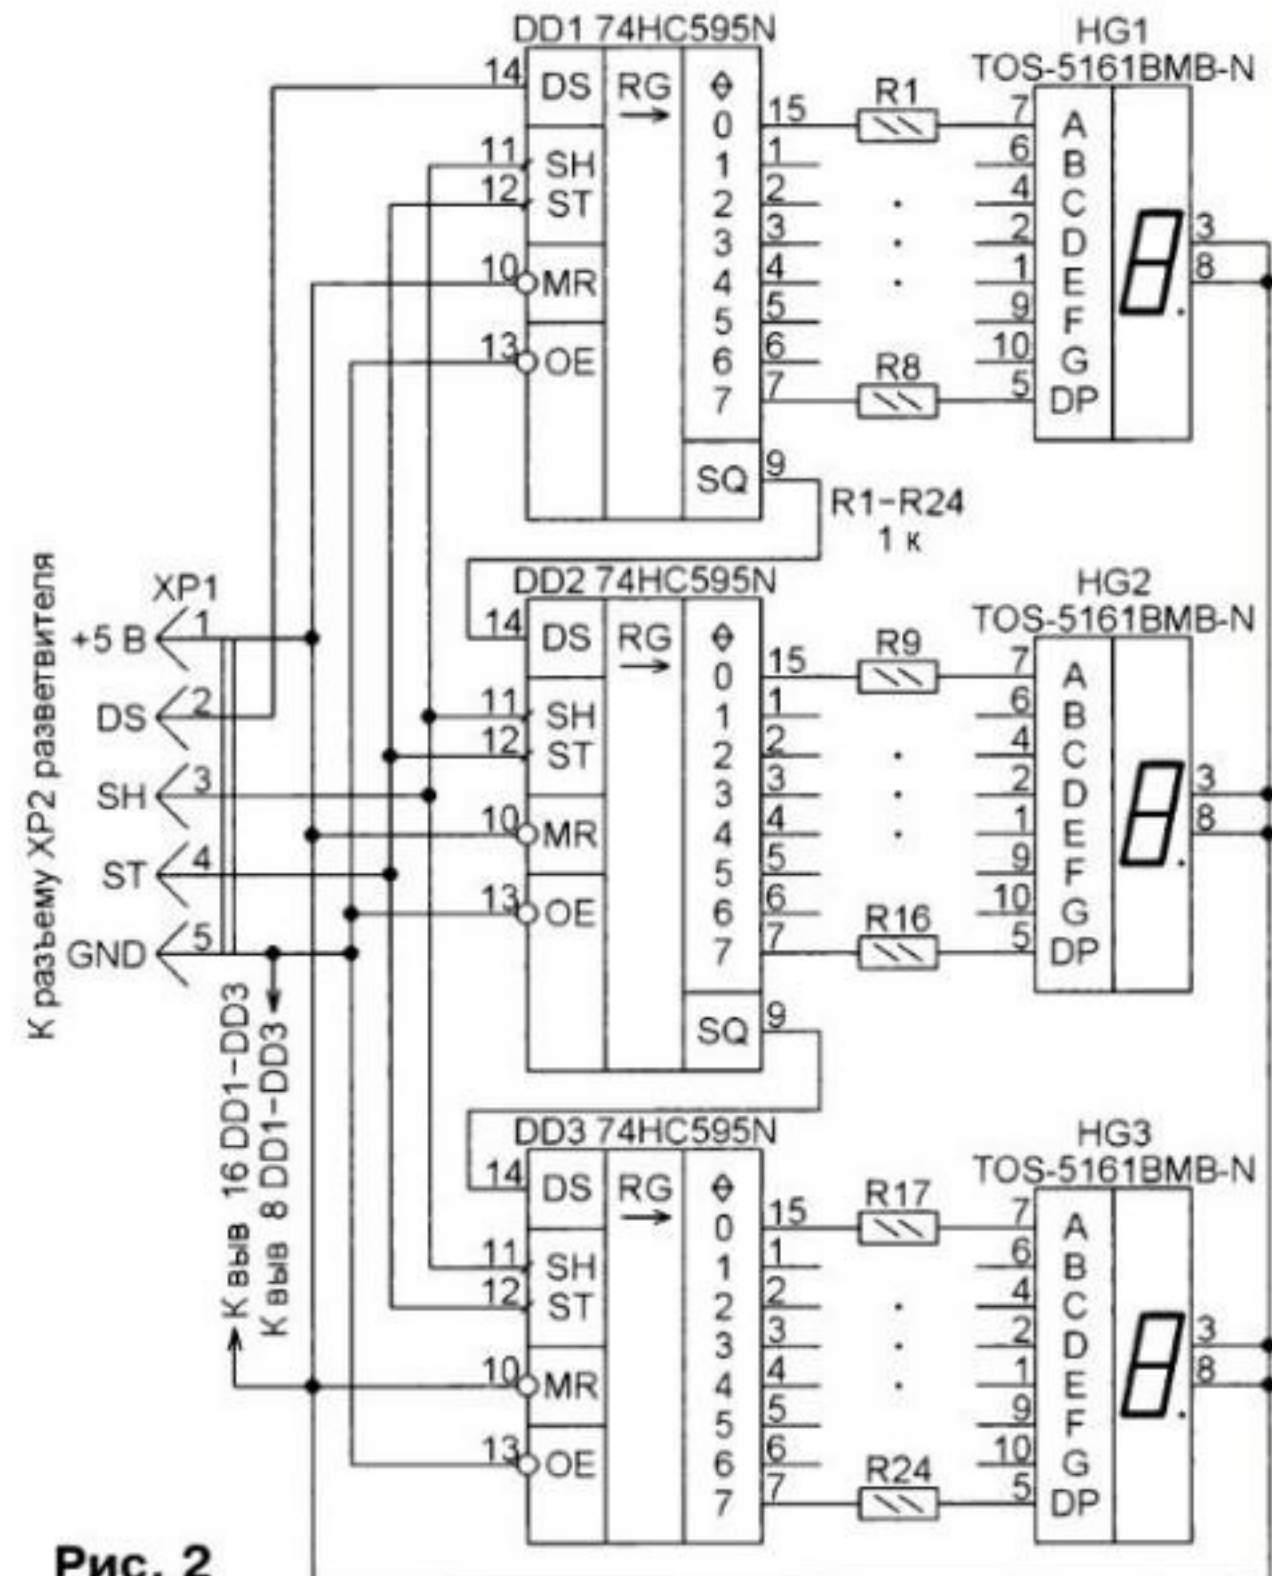 DD1 74HC595N
HG1
TOS-5161BMB-N
14 DS RG 0 15 R1 7 A
11 SH 1 1 6 B
12 ST 2 2 4 C
3 3 2 D 3
10 MR 4 4 1 E 8
5 5 9 F
13 OE 6 6 10 G
7 7 R8 5 DP
SQ 9
R1-R24
1 к
К разъему XP2 разветвителя
XP1
+5 В 1
DS 2
SH 3
ST 4
GND 5
К выв 16 DD1-DD3
К выв 8 DD1-DD3
DD2 74HC595N
HG2
TOS-5161BMB-N
14 DS RG 0 15 R9 7 A
11 SH 1 1 6 B
12 ST 2 2 4 C
3 3 2 D 3
10 MR 4 4 1 E 8
5 5 9 F
13 OE 6 6 10 G
7 7 R16 5 DP
SQ 9
DD3 74HC595N
HG3
TOS-5161BMB-N
14 DS RG 0 15 R17 7 A
11 SH 1 1 6 B
12 ST 2 2 4 C
3 3 2 D 3
10 MR 4 4 1 E 8
5 5 9 F
13 OE 6 6 10 G
7 7 R24 5 DP
Рис. 2